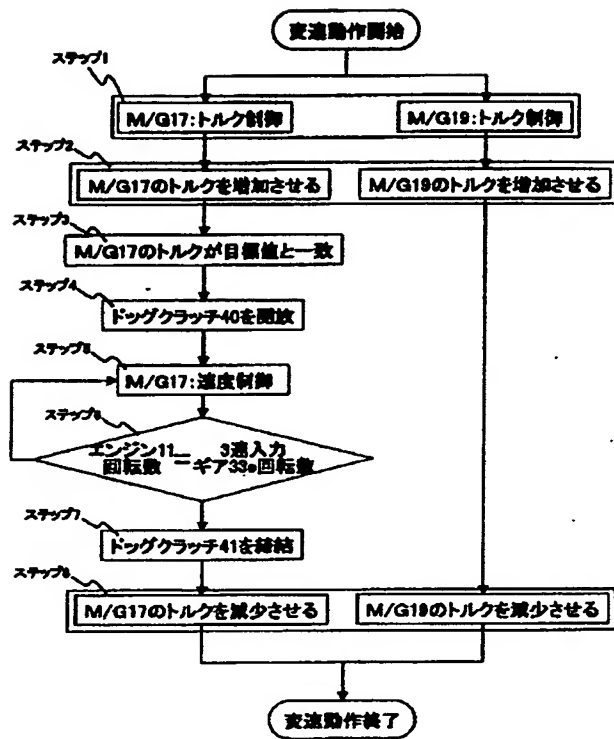 変速動作開始
ステップ1
M/G17:トルク制御
M/G19:トルク制御
ステップ2
M/G17のトルクを増加させる
M/G19のトルクを増加させる
ステップ3
M/G17のトルクが目標値と一致
ステップ4
ドッグクラッチ40を開放
ステップ5
M/G17:速度制御
ステップ6
エンジン11 = 3速入力
回転数 ギア33の回転数
ステップ7
ドッグクラッチ41を締結
ステップ8
M/G17のトルクを減少させる
M/G19のトルクを減少させる
変速動作終了